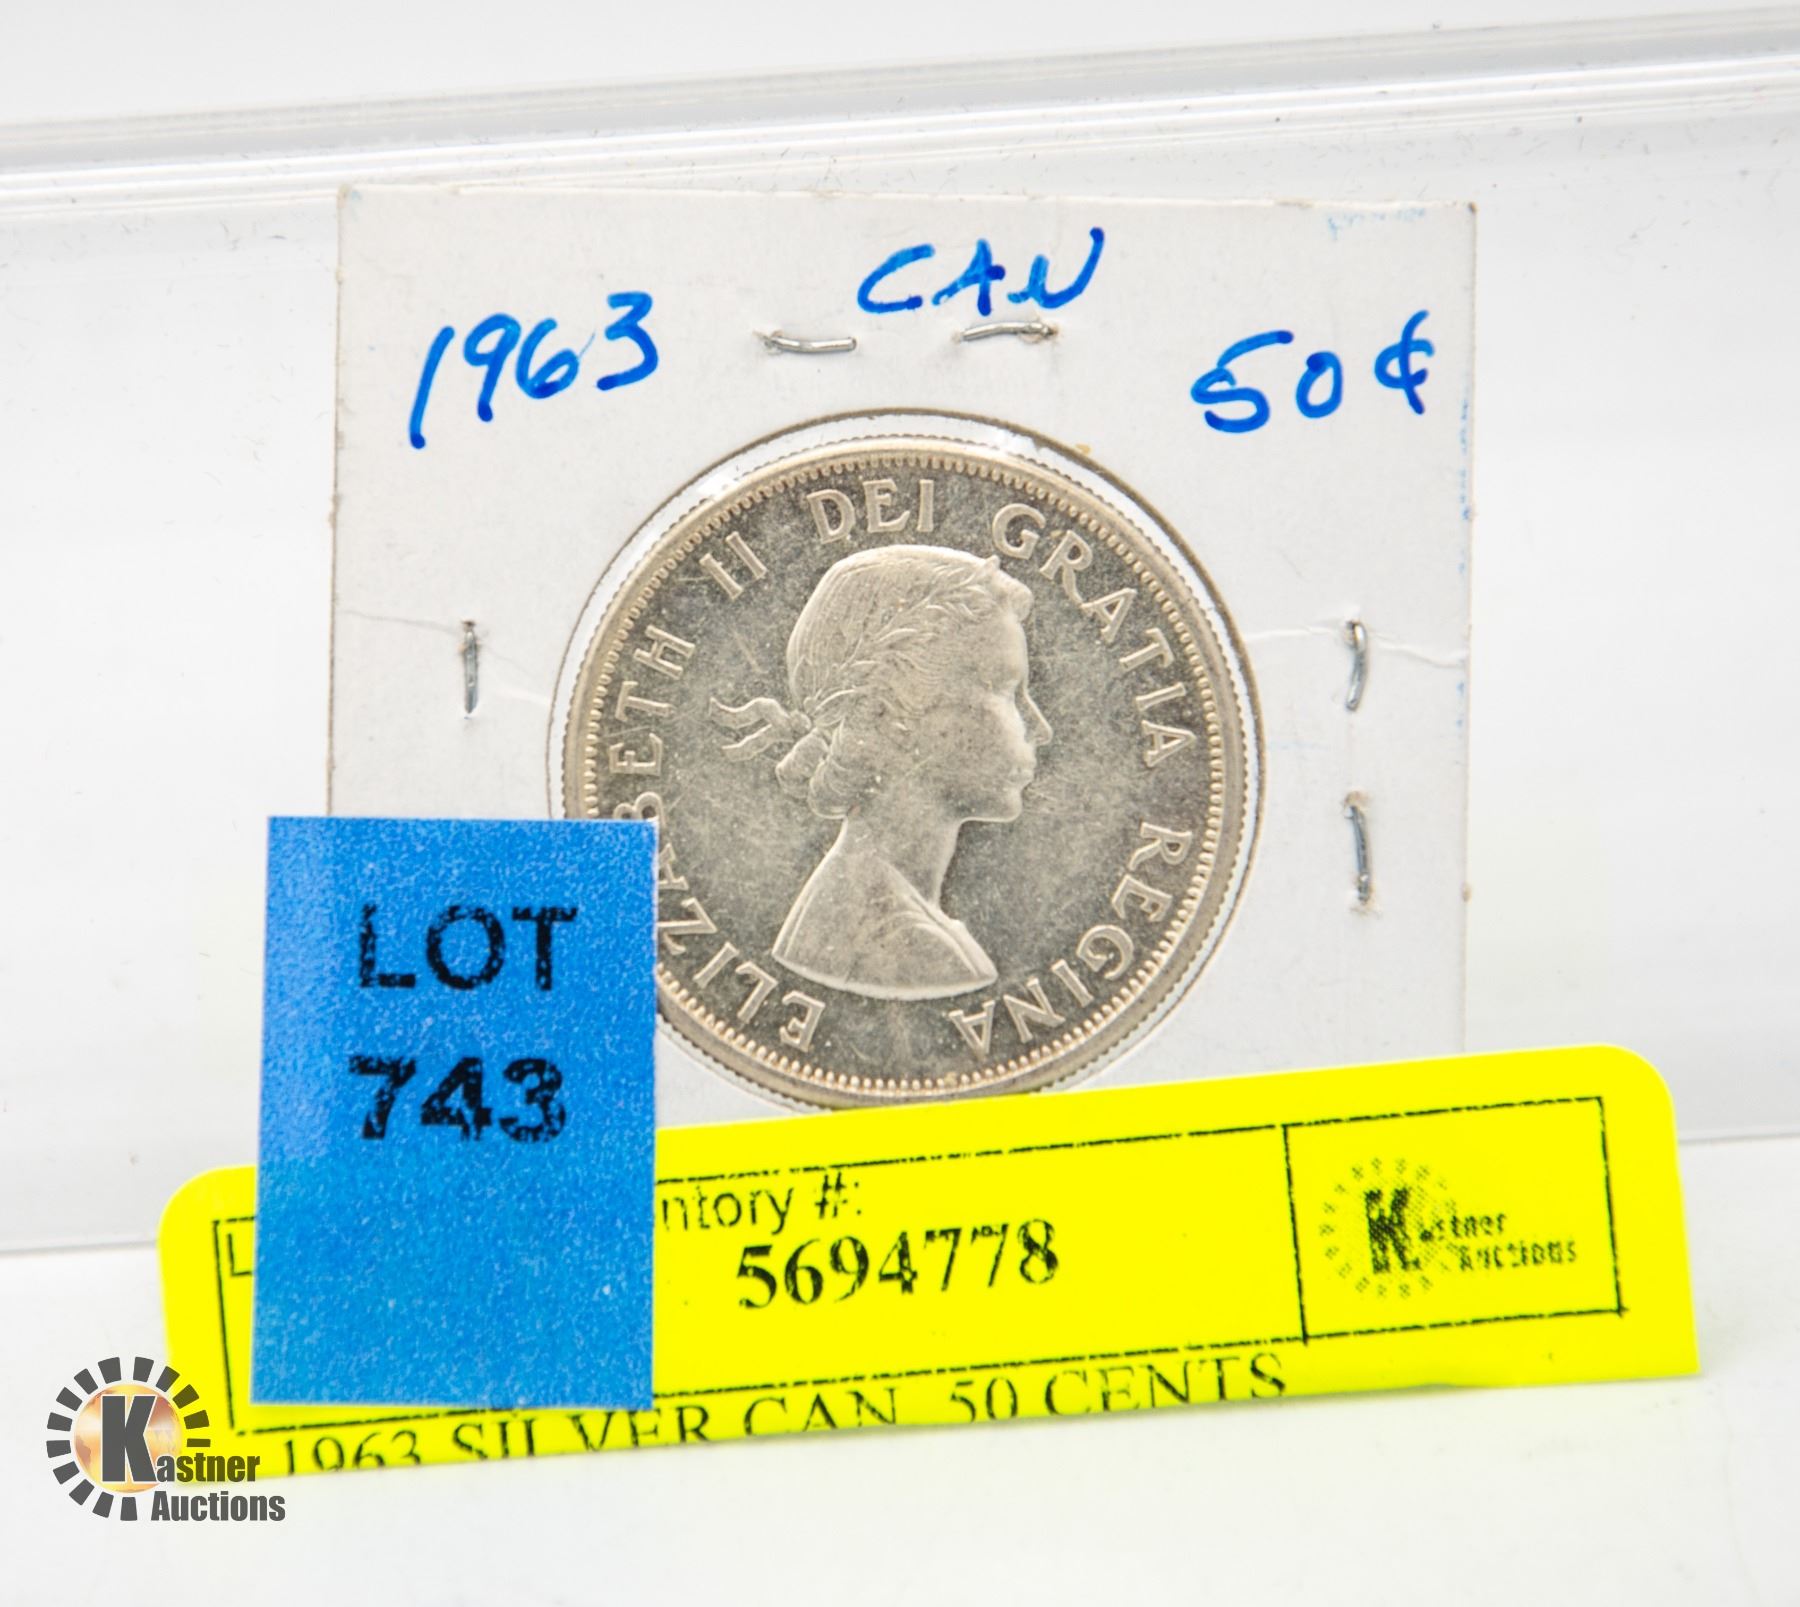 1963 CAN 50¢
ELIZABETH II DEI GRATIA REGINA
LOT
743
ntory #:
5694778
Kastner
Auctions
1963 SILVER CAN 50 CENTS
Kastner
Auctions